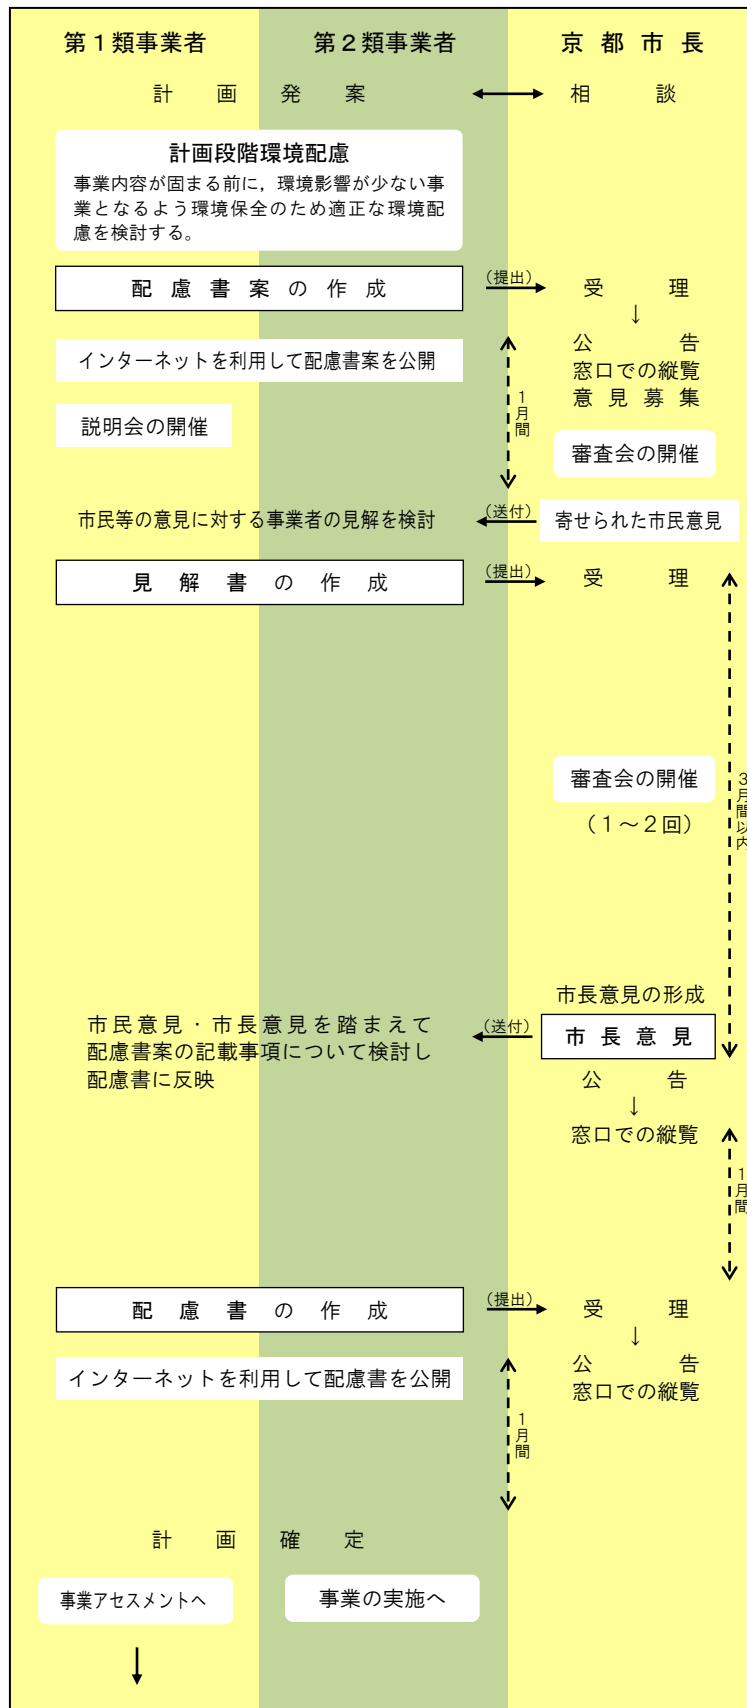 第１類事業者
第２類事業者
京都市長
計画発案
相談
計画段階環境配慮
事業内容が固まる前に，環境影響が少ない事
業となるよう環境保全のため適正な環境配
慮を検討する。
配慮書案の作成
（提出）
受理
↓
インターネットを利用して配慮書案を公開
説明会の開催
1月間
公告
窓口での縦覧
意見募集
審査会の開催
市民等の意見に対する事業者の見解を検討
（送付）
寄せられた市民意見
見解書の作成
（提出）
受理
審査会の開催
（１～２回）
3月間以内
市長意見の形成
市民意見・市長意見を踏まえて
配慮書案の記載事項について検討し
配慮書に反映
（送付）
市長意見
公告
↓
窓口での縦覧
1月間
配慮書の作成
（提出）
受理
↓
インターネットを利用して配慮書を公開
1月間
公告
窓口での縦覧
計画確定
事業アセスメントへ
事業の実施へ